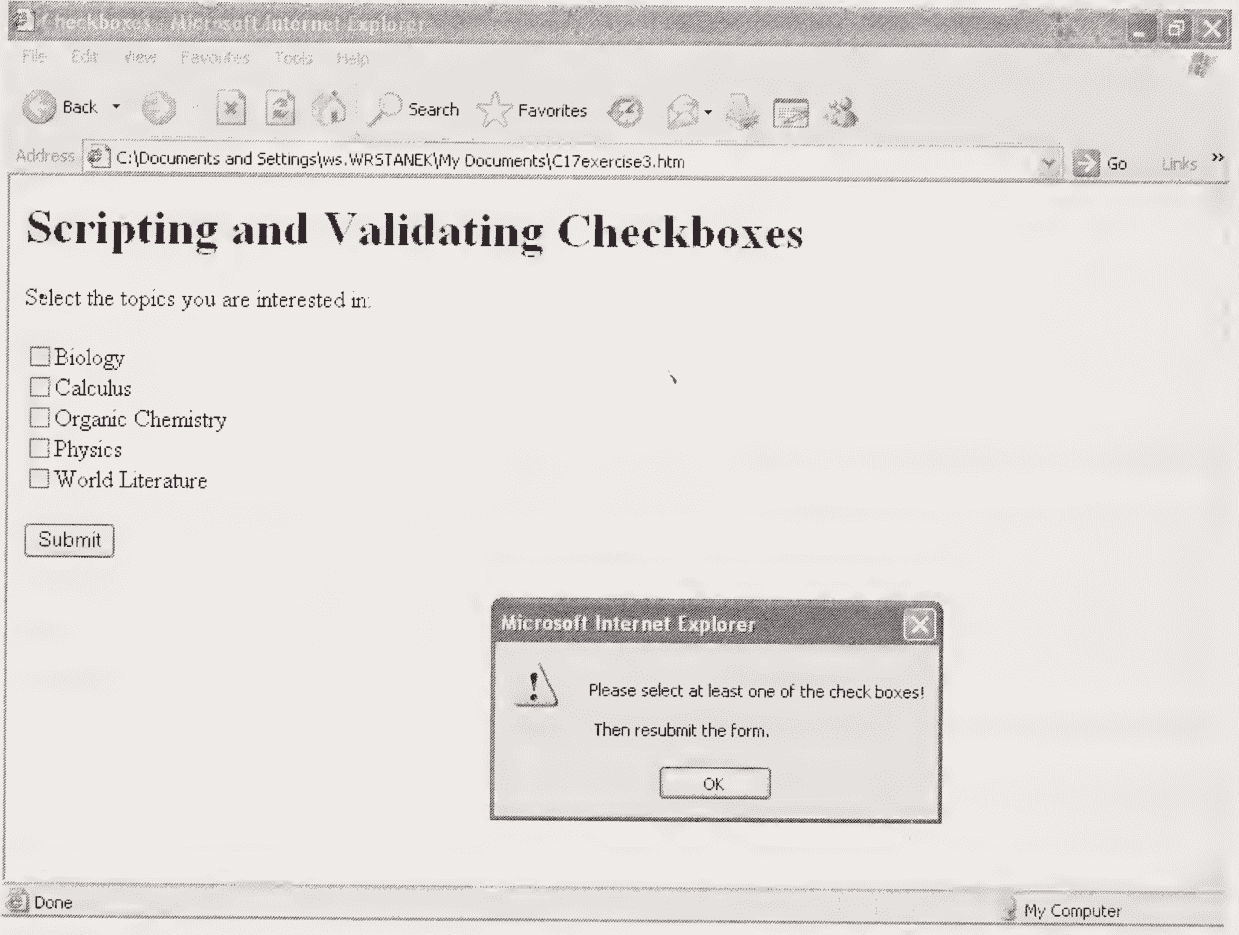 Checkboxes - Microsoft Internet Explorer
File Edit View Favorites Tools Help
Back Search Favorites
Address C:\Documents and Settings\ws.WRSTANEK\My Documents\C17exercise3.htm Go Links »
Scripting and Validating Checkboxes
Select the topics you are interested in:
Biology
Calculus
Organic Chemistry
Physics
World Literature
Submit
Microsoft Internet Explorer
Please select at least one of the check boxes!
Then resubmit the form.
OK
Done My Computer